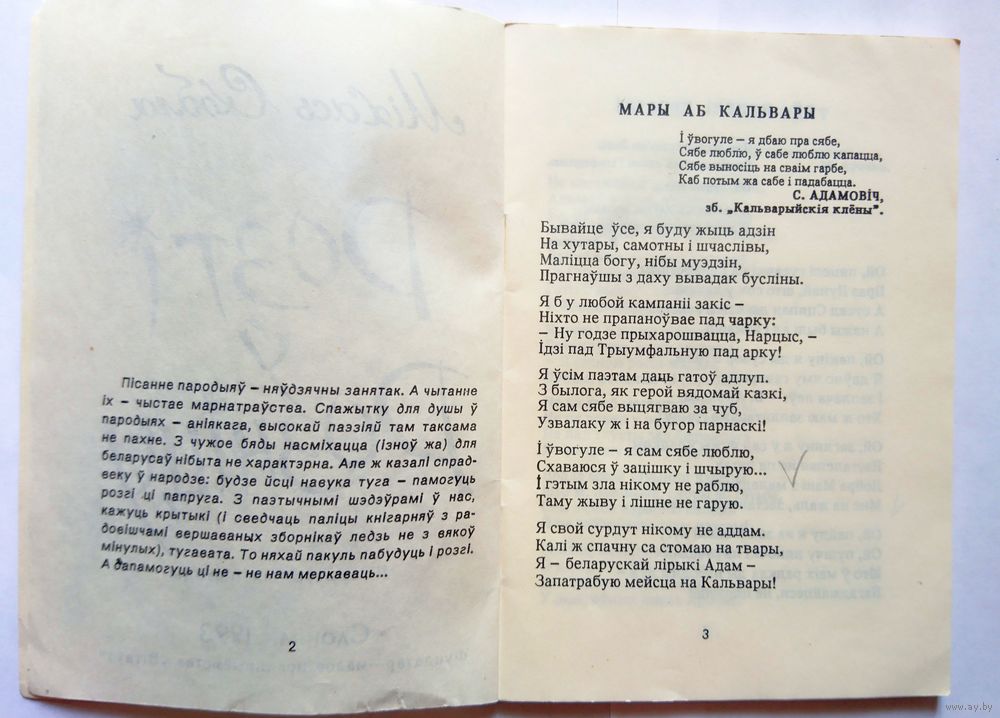 Пісанне пародыяў – няўдзячны занятак. А чытанне
іх – чыстае марнатраўства. Спажытку для душы ў
пародыях – аніякага, высокай паэзіяй там таксама
не пахне. З чужое бяды насміхацца (ізноў жа) для
беларусаў нібыта не характэрна. Але ж казалі спрад-
веку ў народзе: будзе йсці навука туга – памогуць
розгі ці папруга. З паэтычнымі шэдэўрамі ў нас,
кажуць крытыкі (і сведчаць паліцы кнігарняў з ра-
довішчамі вершаваных зборнікаў ледзь не з вякоў
мінулых), тугавата. То няхай пакуль пабудуць і розгі.
А дапамогуць ці не – не нам меркаваць...
2
МАРЫ АБ КАЛЬВАРЫ
І ўвогуле – я дбаю пра сябе,
Сябе люблю, ў сабе люблю капацца,
Сябе выносіць на сваім гарбе,
Каб потым жа сабе і падабацца.
С. АДАМОВІЧ,
зб. „Кальварыйскія клёны".
Бывайце ўсе, я буду жыць адзін
На хутары, самотны і шчаслівы,
Маліцца богу, нібы муэдзін,
Прагнаўшы з даху вывадак бусліны.
Я б у любой кампаніі закіс –
Ніхто не прапаноўвае пад чарку:
– Ну годзе прыхарошвацца, Нарцыс, –
Ідзі пад Трыумфальную пад арку!
Я ўсім паэтам даць гатоў адлуп.
З былога, як герой вядомай казкі,
Я сам сябе выцягваю за чуб,
Узвалаку ж і на бугор парнаскі!
І ўвогуле – я сам сябе люблю,
Схаваюся ў зацішку і шчырую...
І гэтым зла нікому не раблю,
Таму жыву і лішне не гарую.
Я свой сурдут нікому не аддам.
Калі ж спачну са стомаю на твары,
Я – беларускай лірыкі Адам –
Запатрабую мейсца на Кальвары!
3
www.ay.by